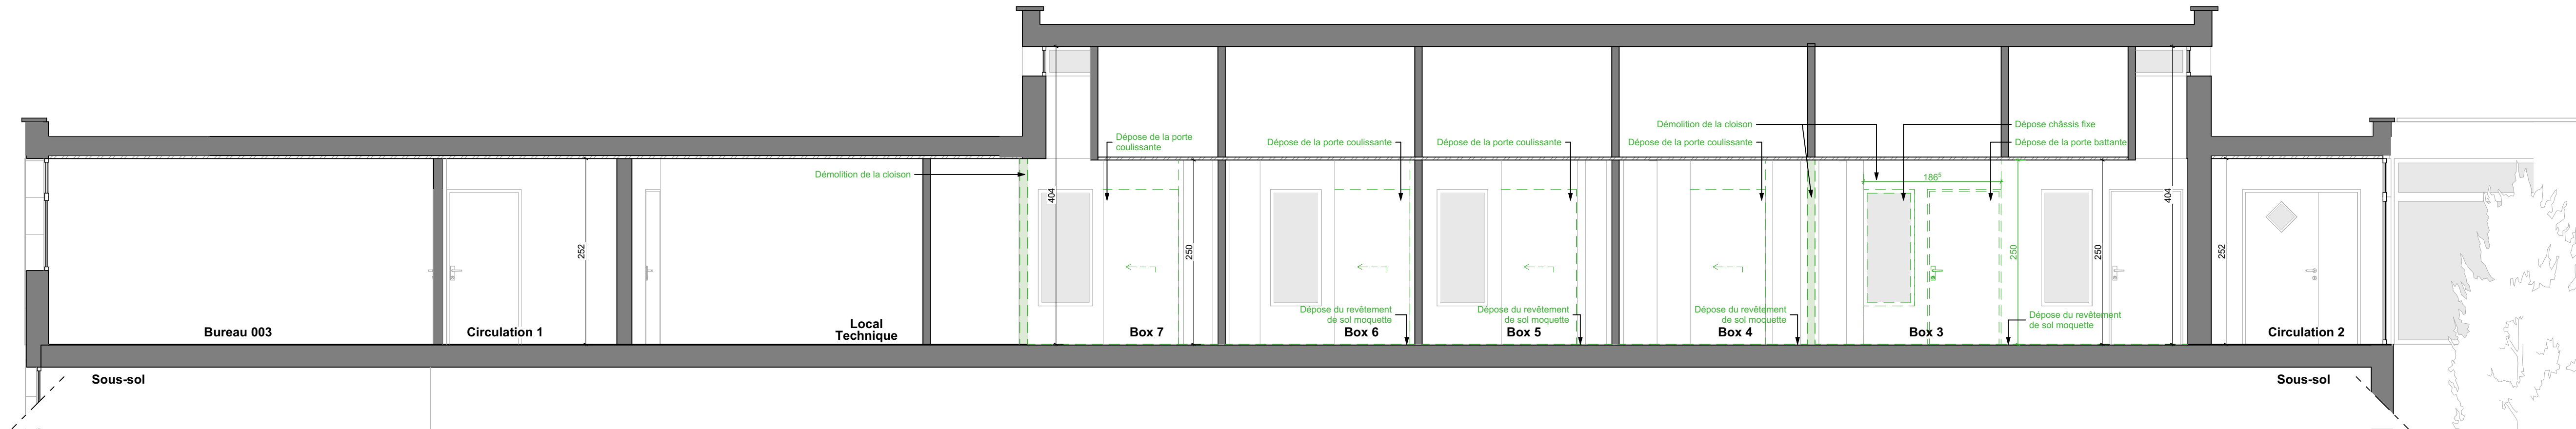 Démolition de la cloison
Dépose châssis fixe
Dépose de la porte
coulissante
Dépose de la porte coulissante
Dépose de la porte coulissante
Dépose de la porte coulissante
Dépose de la porte battante
Démolition de la cloison
186⁵
404
404
252
250
250
250
252
Dépose du revêtement
de sol moquette
Dépose du revêtement
de sol moquette
Dépose du revêtement
de sol moquette
Dépose du revêtement
de sol moquette
Bureau 003
Circulation 1
Local
Technique
Box 7
Box 6
Box 5
Box 4
Box 3
Circulation 2
Sous-sol
Sous-sol